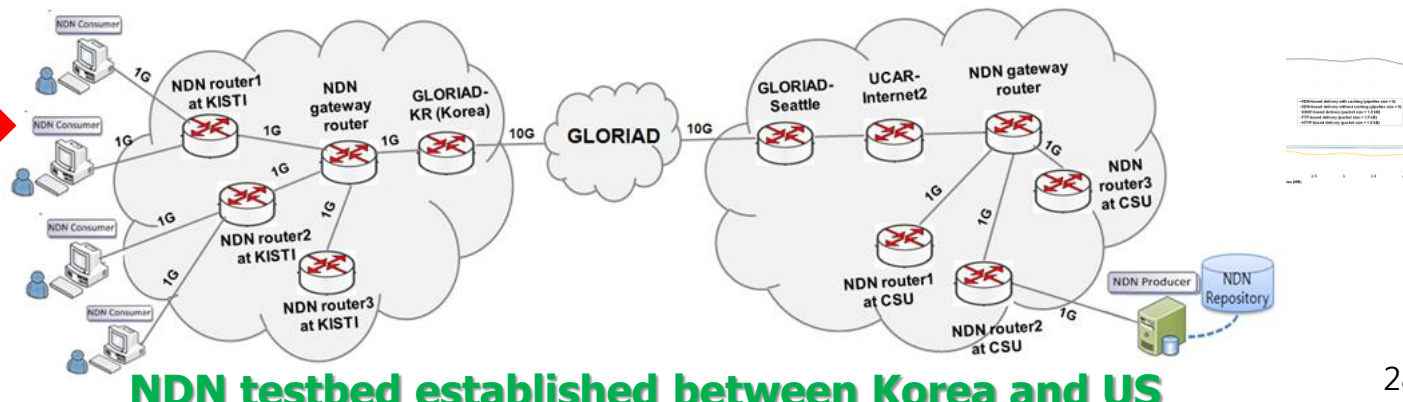 NDN Consumer
1G
NDN router1
at KISTI
NDN
gateway
router
GLORIAD-
KR (Korea)
GLORIAD-
Seattle
UCAR-
Internet2
NDN gateway
router
NDN Consumer
1G
1G
1G
10G
GLORIAD
10G
1G
1G
NDN
router3
at CSU
1G
1G
1G
NDN Consumer
1G
NDN router2
at KISTI
NDN router3
at KISTI
1G
NDN Consumer
NDN router1
at CSU
NDN router2
at CSU
1G
NDN Producer
NDN
Repository
NDN testbed established between Korea and US